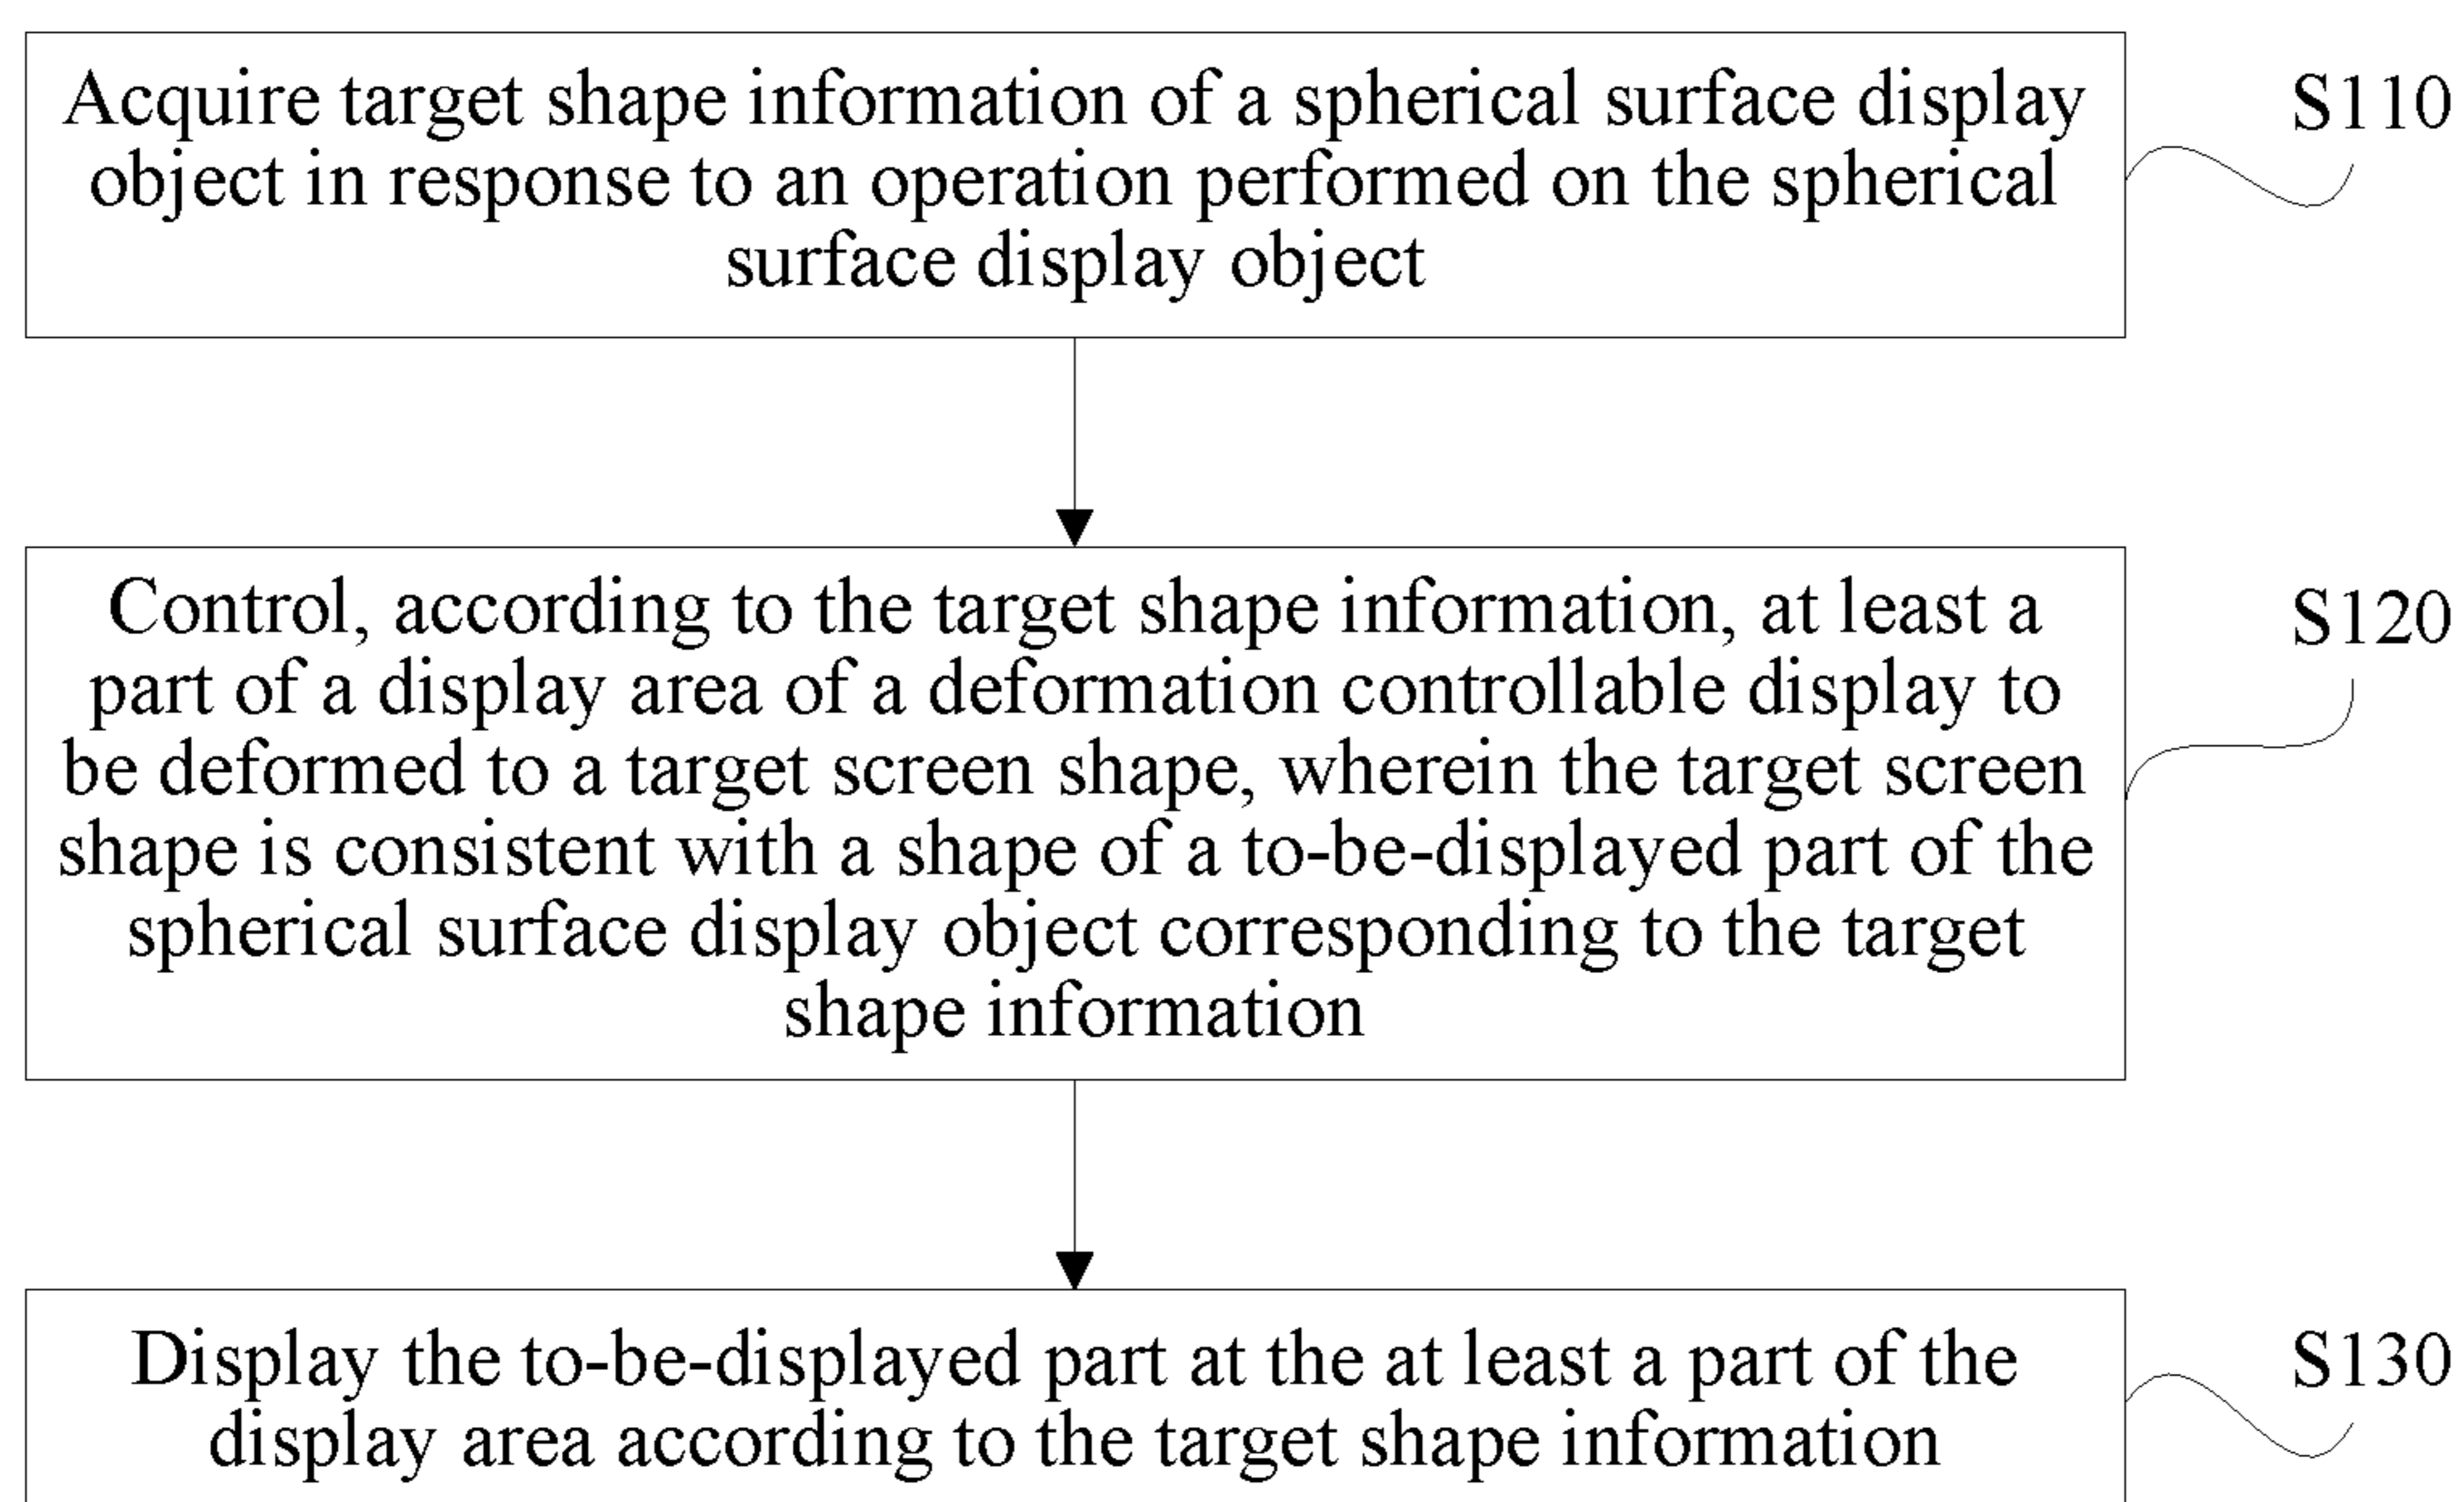 Acquire target shape information of a spherical surface display
object in response to an operation performed on the spherical
surface display object
S110
Control, according to the target shape information, at least a
part of a display area of a deformation controllable display to
be deformed to a target screen shape, wherein the target screen
shape is consistent with a shape of a to-be-displayed part of the
spherical surface display object corresponding to the target
shape information
S120
Display the to-be-displayed part at the at least a part of the
display area according to the target shape information
S130